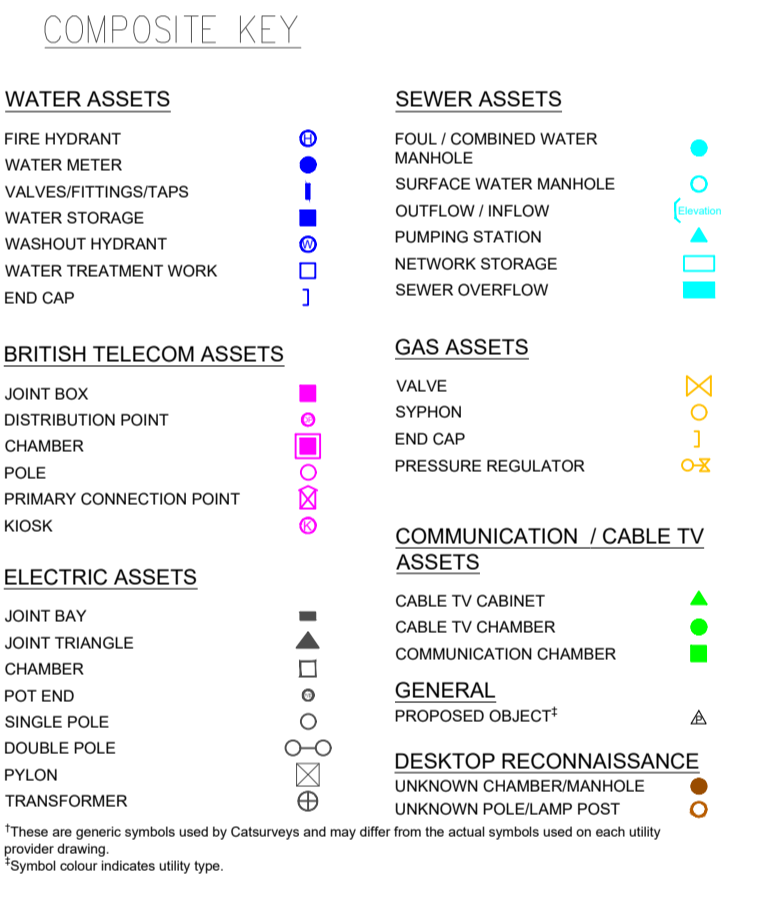 COMPOSITE KEY
WATER ASSETS
FIRE HYDRANT H
WATER METER
VALVES/FITTINGS/TAPS
WATER STORAGE
WASHOUT HYDRANT W
WATER TREATMENT WORK
END CAP
BRITISH TELECOM ASSETS
JOINT BOX
DISTRIBUTION POINT
CHAMBER
POLE
PRIMARY CONNECTION POINT
KIOSK K
ELECTRIC ASSETS
JOINT BAY
JOINT TRIANGLE
CHAMBER
POT END
SINGLE POLE
DOUBLE POLE
PYLON
TRANSFORMER
SEWER ASSETS
FOUL / COMBINED WATER
MANHOLE
SURFACE WATER MANHOLE
OUTFLOW / INFLOW Elevation
PUMPING STATION
NETWORK STORAGE
SEWER OVERFLOW
GAS ASSETS
VALVE
SYPHON
END CAP
PRESSURE REGULATOR
COMMUNICATION / CABLE TV
ASSETS
CABLE TV CABINET
CABLE TV CHAMBER
COMMUNICATION CHAMBER
GENERAL
PROPOSED OBJECT‡ P
DESKTOP RECONNAISSANCE
UNKNOWN CHAMBER/MANHOLE
UNKNOWN POLE/LAMP POST
†These are generic symbols used by Catsurveys and may differ from the actual symbols used on each utility
provider drawing.
‡Symbol colour indicates utility type.